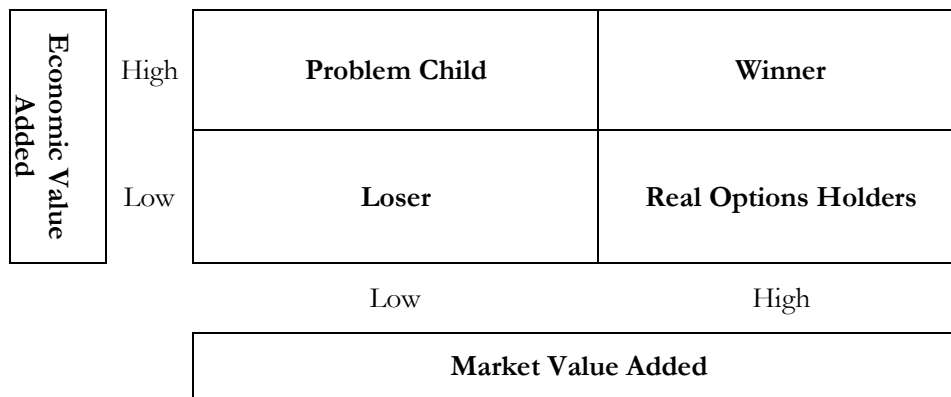 Economic Value
Added
High
Problem Child
Winner
Low
Loser
Real Options Holders
Low
High
Market Value Added